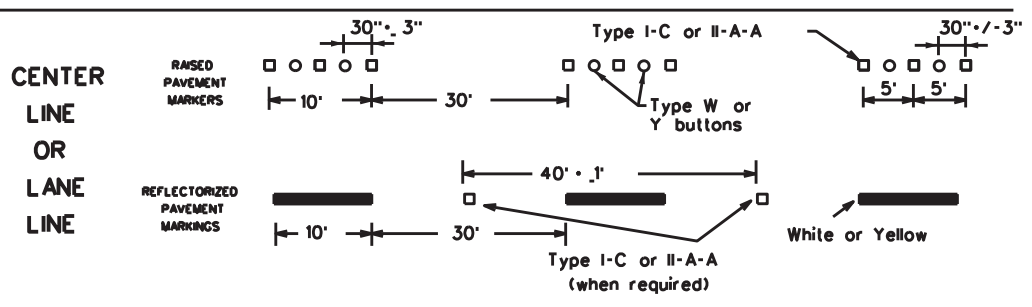 CENTER
LINE
OR
LANE
LINE
RAISED
PAVEMENT
MARKERS
30"·_ 3"
Type I-C or II-A-A
30"·/-3"
10'
30'
Type W or
Y buttons
5'
5'
REFLECTORIZED
PAVEMENT
MARKINGS
40' · _1'
10'
30'
Type I-C or II-A-A
(when required)
White or Yellow